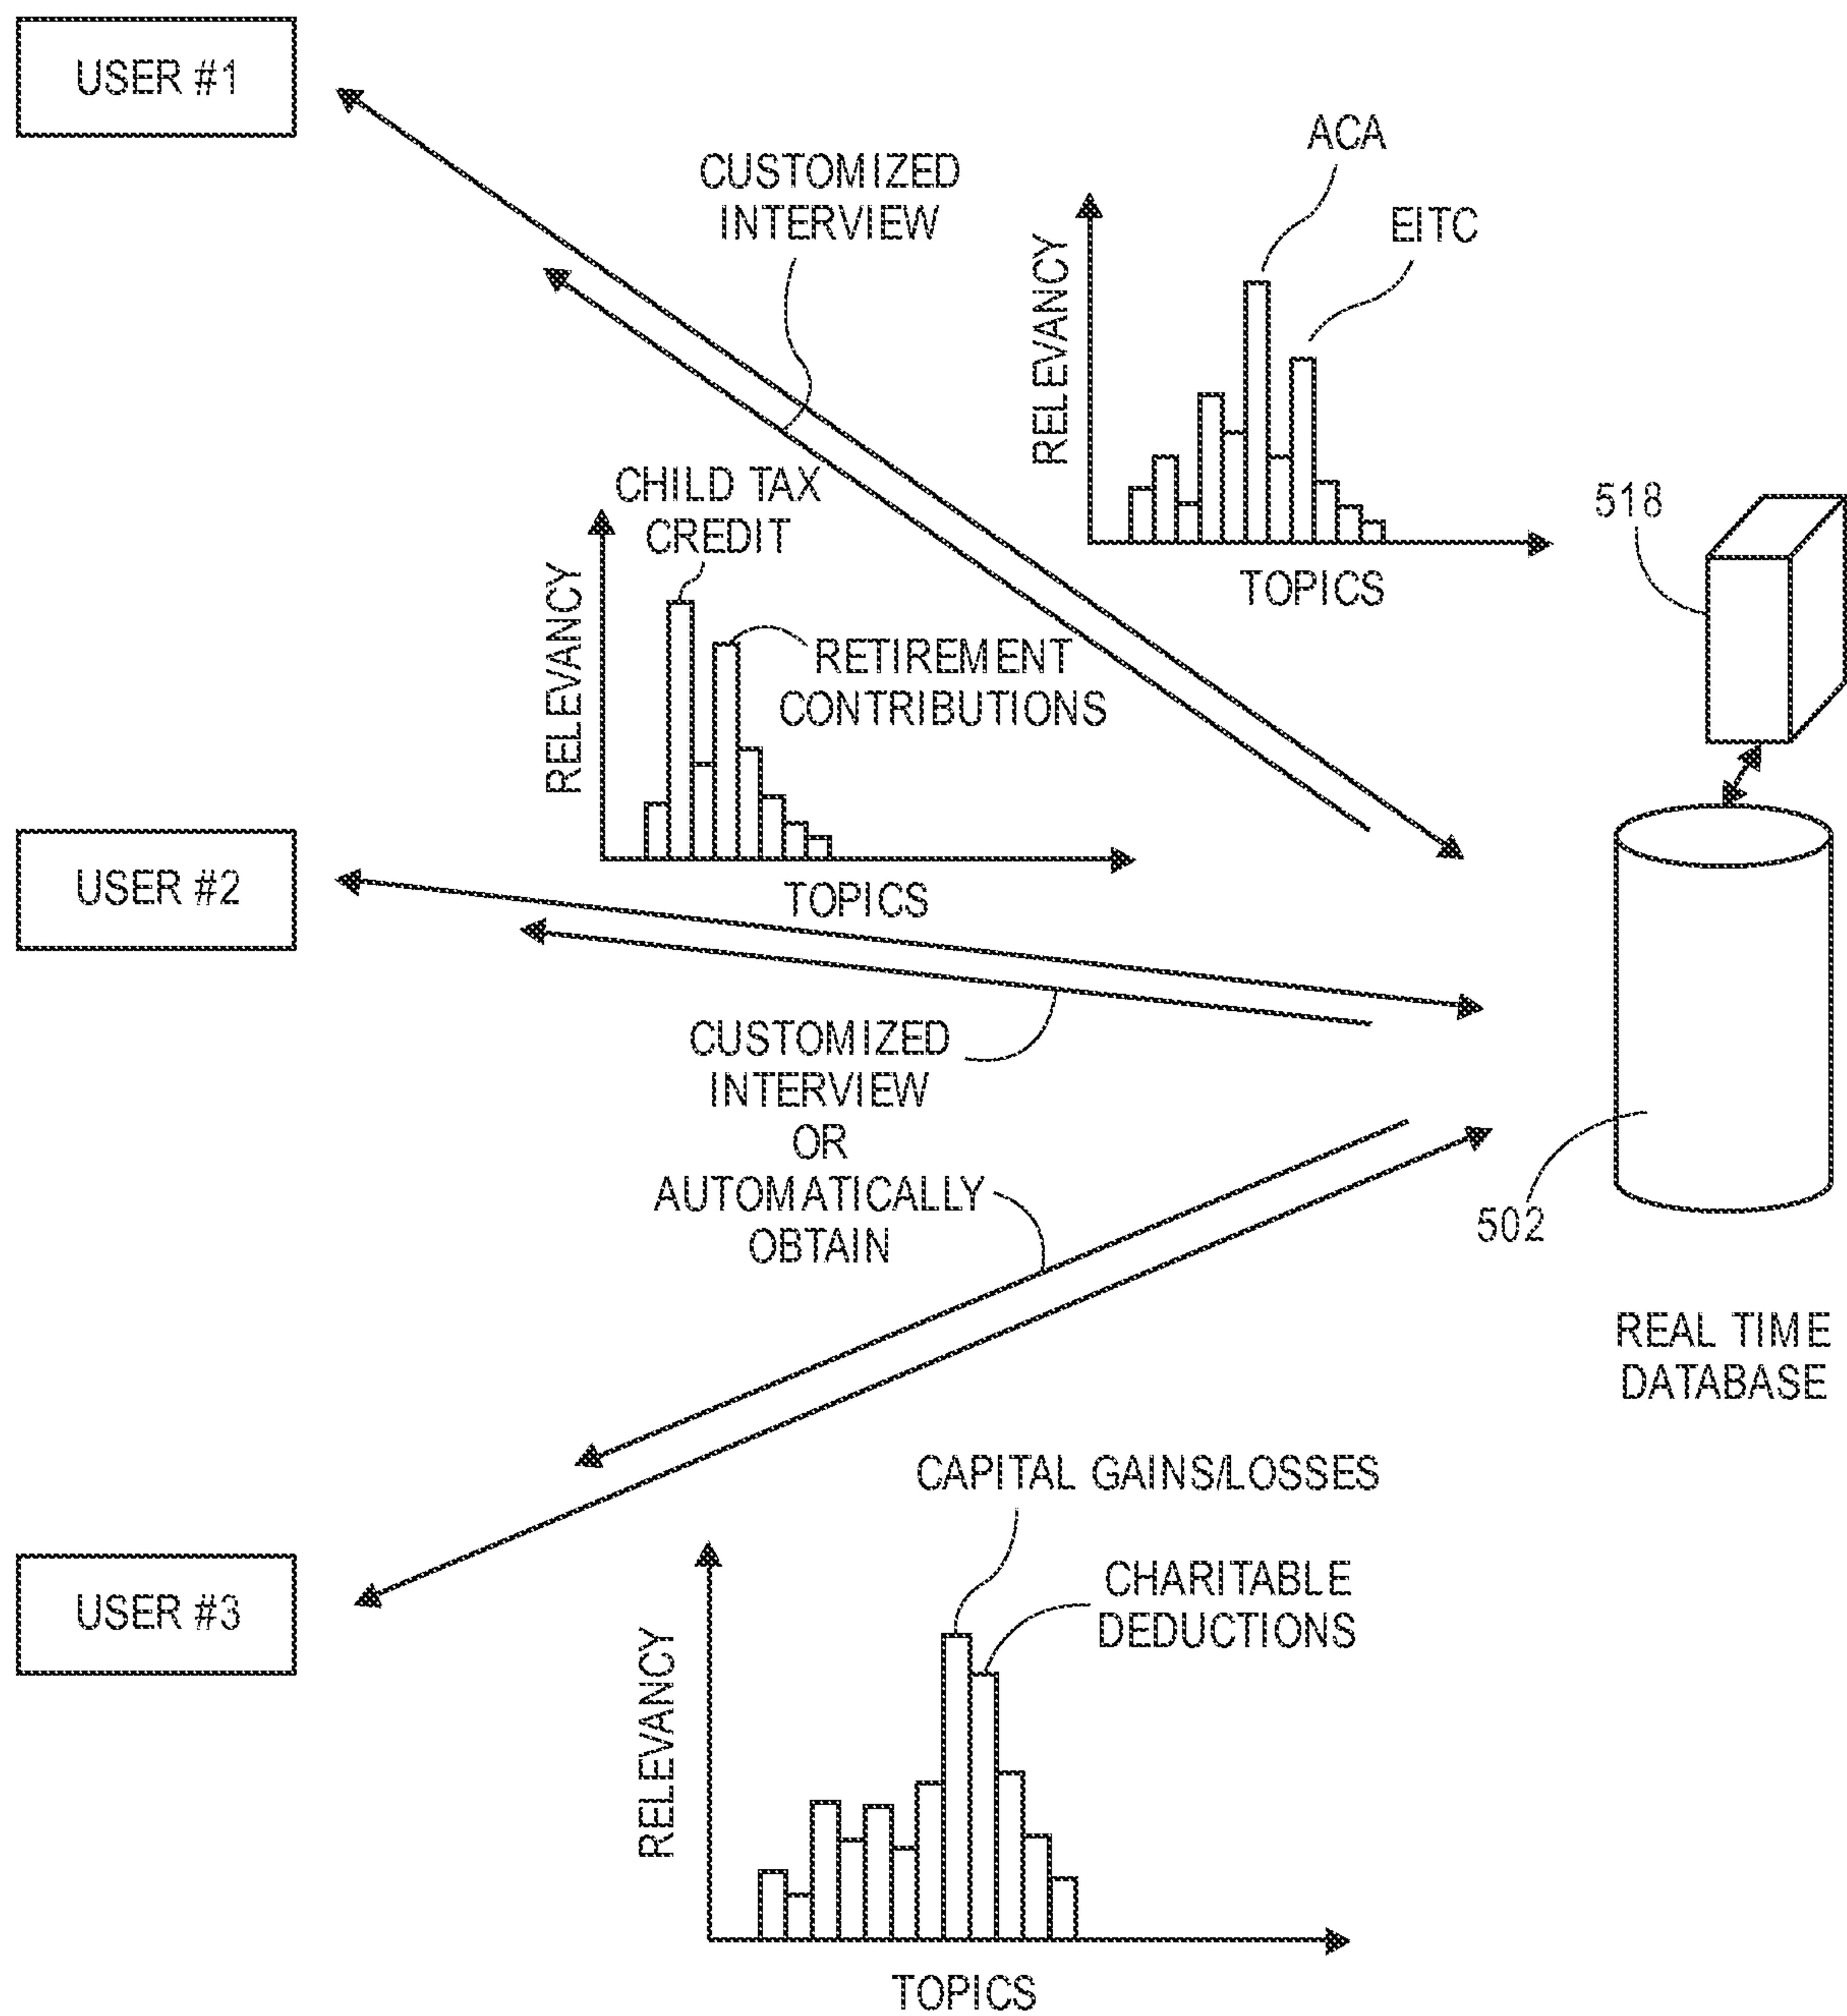 USER #1
CUSTOMIZED
INTERVIEW
ACA
EITC
RELEVANCY
TOPICS
518
CHILD TAX
CREDIT
RETIREMENT
CONTRIBUTIONS
RELEVANCY
TOPICS
USER #2
CUSTOMIZED
INTERVIEW
OR
AUTOMATICALLY
OBTAIN
502
REAL TIME
DATABASE
USER #3
CAPITAL GAINS/LOSSES
CHARITABLE
DEDUCTIONS
RELEVANCY
TOPICS